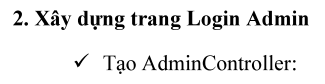 2. Xây dựng trang Login Admin
✓ Tạo AdminController: